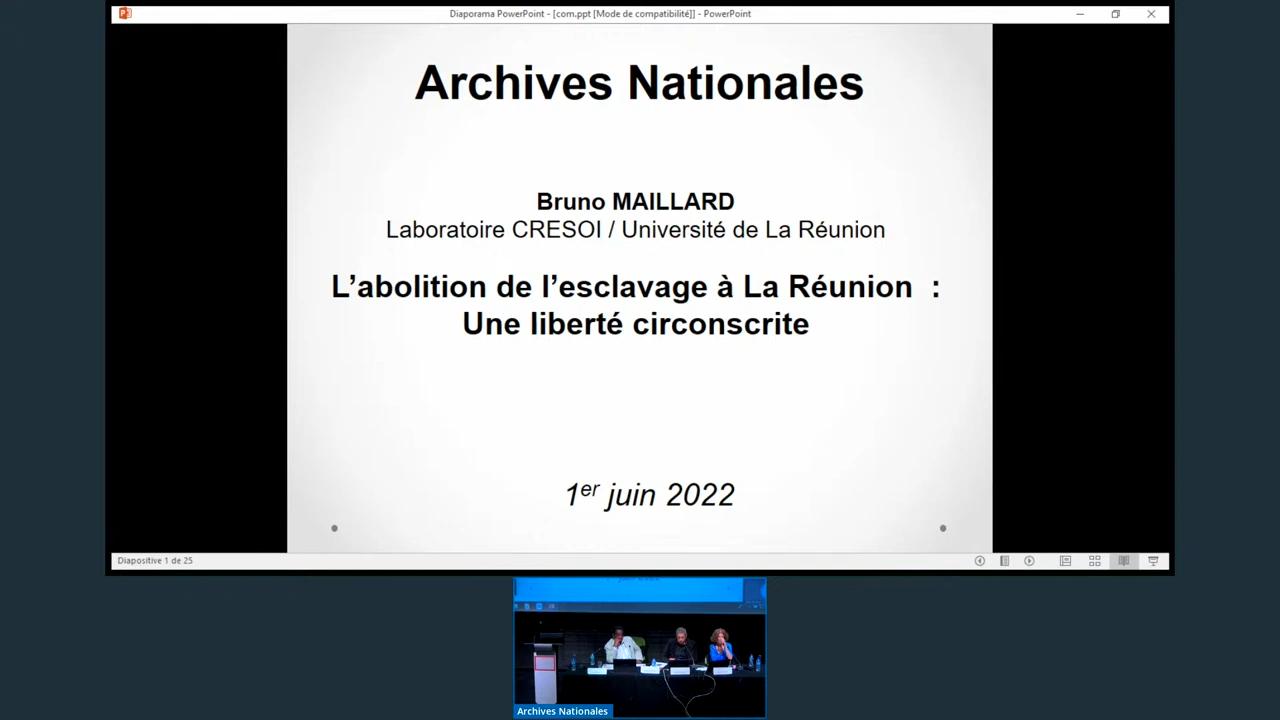 Diaporama PowerPoint - [com.ppt [Mode de compatibilité]] - PowerPoint
Archives Nationales
Bruno MAILLARD
Laboratoire CRESOI / Université de La Réunion
L’abolition de l’esclavage à La Réunion :
Une liberté circonscrite
1er juin 2022
Diapositive 1 de 25
Archives Nationales